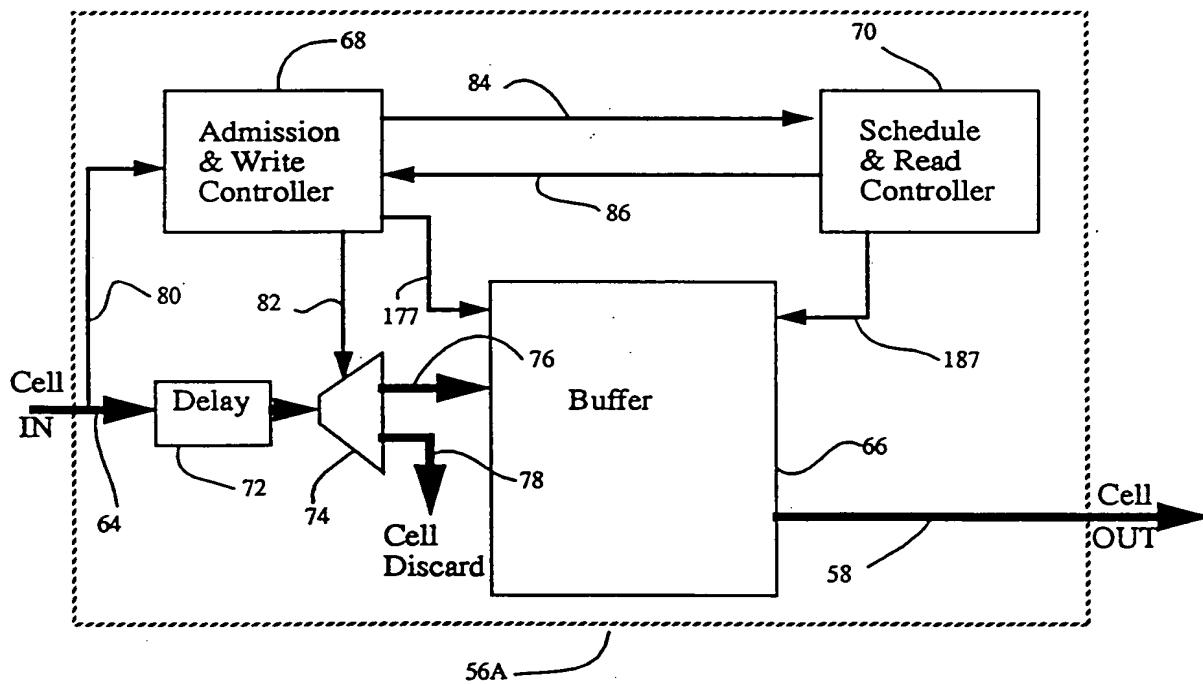 68
70
84
Admission
& Write
Controller
Schedule
& Read
Controller
86
80
82
177
187
76
Cell
IN
Delay
Buffer
72
74
78
66
64
Cell
Discard
Cell
OUT
58
56A